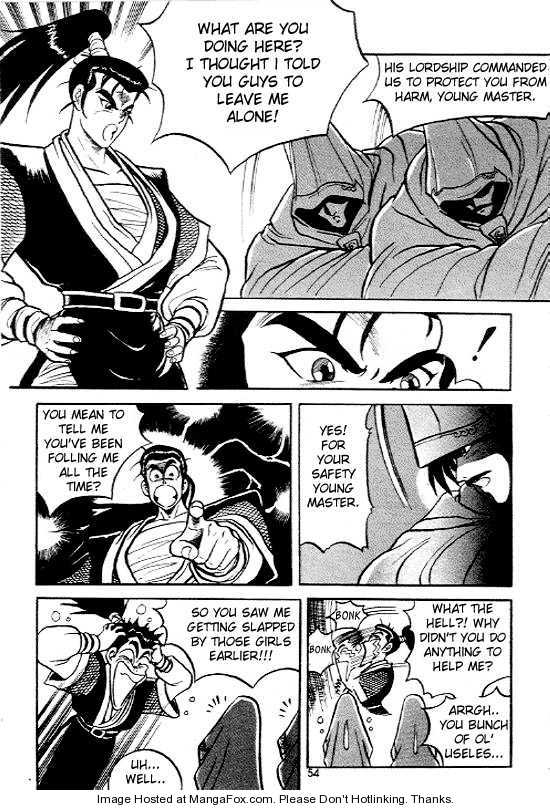 WHAT ARE YOU
DOING HERE?
I THOUGHT I TOLD
YOU GUYS TO
LEAVE ME
ALONE!
HIS LORDSHIP COMMANDED
US TO PROTECT YOU FROM
HARM, YOUNG MASTER.
!
YOU MEAN TO
TELL ME
YOU'VE BEEN
FOLLING ME
ALL THE
TIME?
YES!
FOR
YOUR
SAFETY
YOUNG
MASTER.
SO YOU SAW ME
GETTING SLAPPED
BY THOSE GIRLS
EARLIER!!!
UH...
WELL..
BONK
BONK
WHAT THE
HELL?! WHY
DIDN'T YOU DO
ANYTHING TO
HELP ME?
ARRGH..
YOU BUNCH
OF OL'
USELES...
54
Image Hosted at MangaFox.com. Please Don't Hotlinking. Thanks.